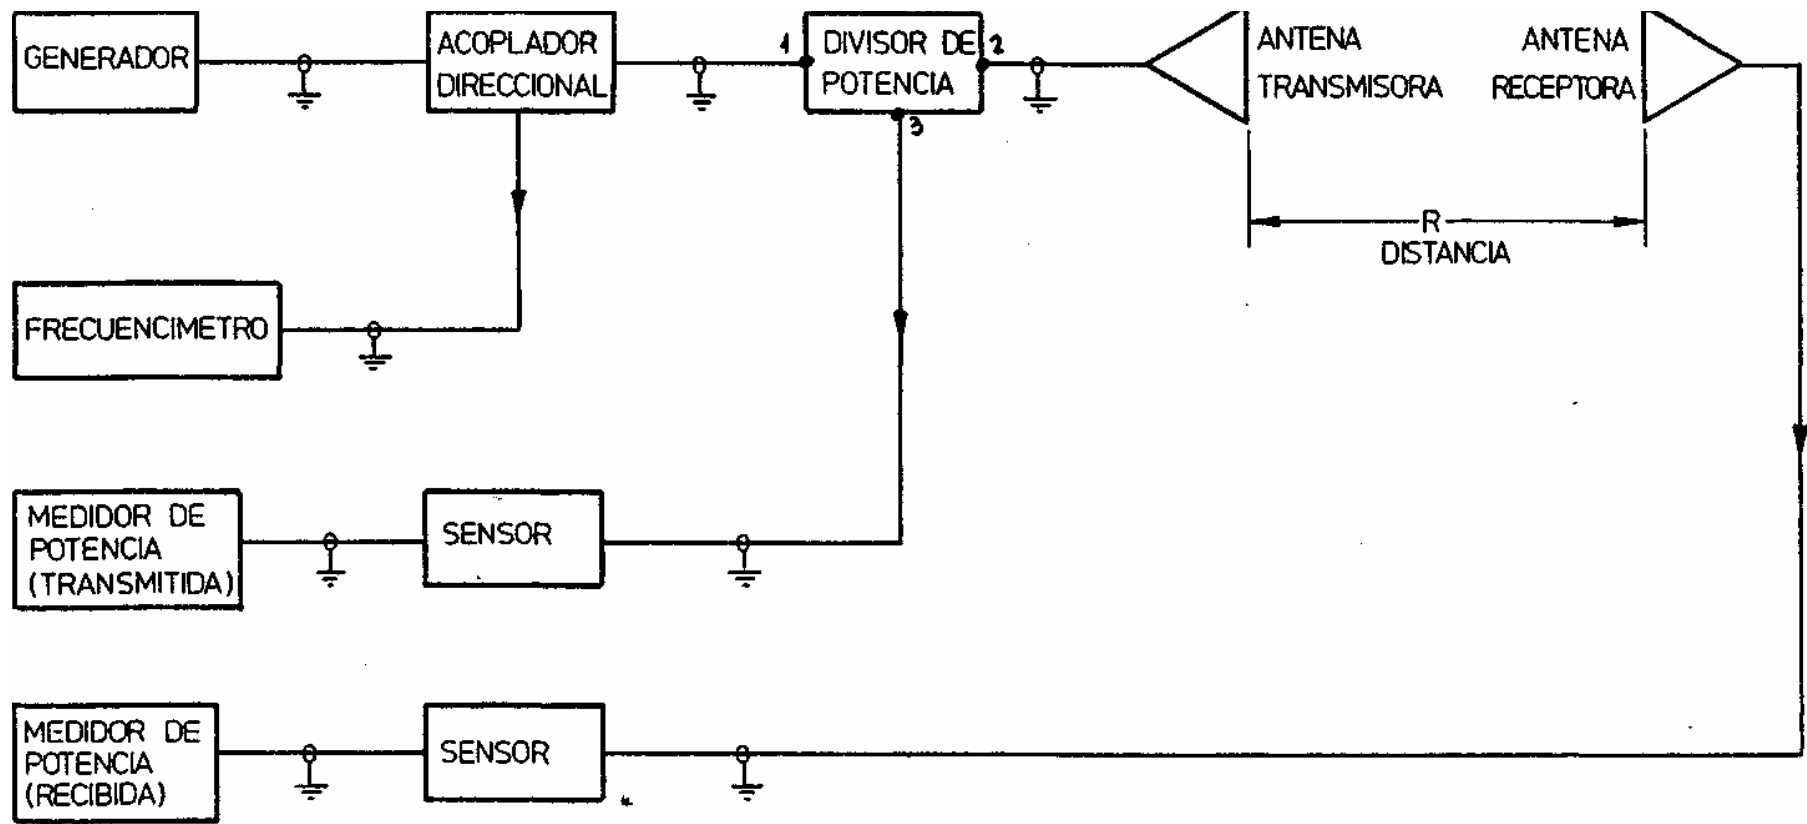 GENERADOR
ACOPLADOR
DIRECCIONAL
1
DIVISOR DE
POTENCIA
2
3
ANTENA
TRANSMISORA
ANTENA
RECEPTORA
R
DISTANCIA
FRECUENCIMETRO
MEDIDOR DE
POTENCIA
(TRANSMITIDA)
SENSOR
MEDIDOR DE
POTENCIA
(RECIBIDA)
SENSOR